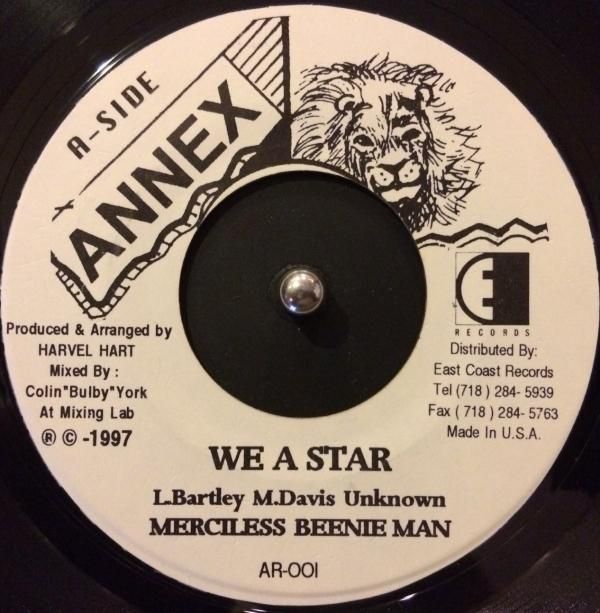 A-SIDE
ANNEX
E
RECORDS
Produced & Arranged by
HARVEL HART
Mixed By :
Colin"Bulby"York
At Mixing Lab
℗ © -1997
Distributed By:
East Coast Records
Tel (718 ) 284- 5939
Fax ( 718 ) 284- 5763
Made In U.S.A.
WE A STAR
L.Bartley M.Davis Unknown
MERCILESS BEENIE MAN
AR-OOI